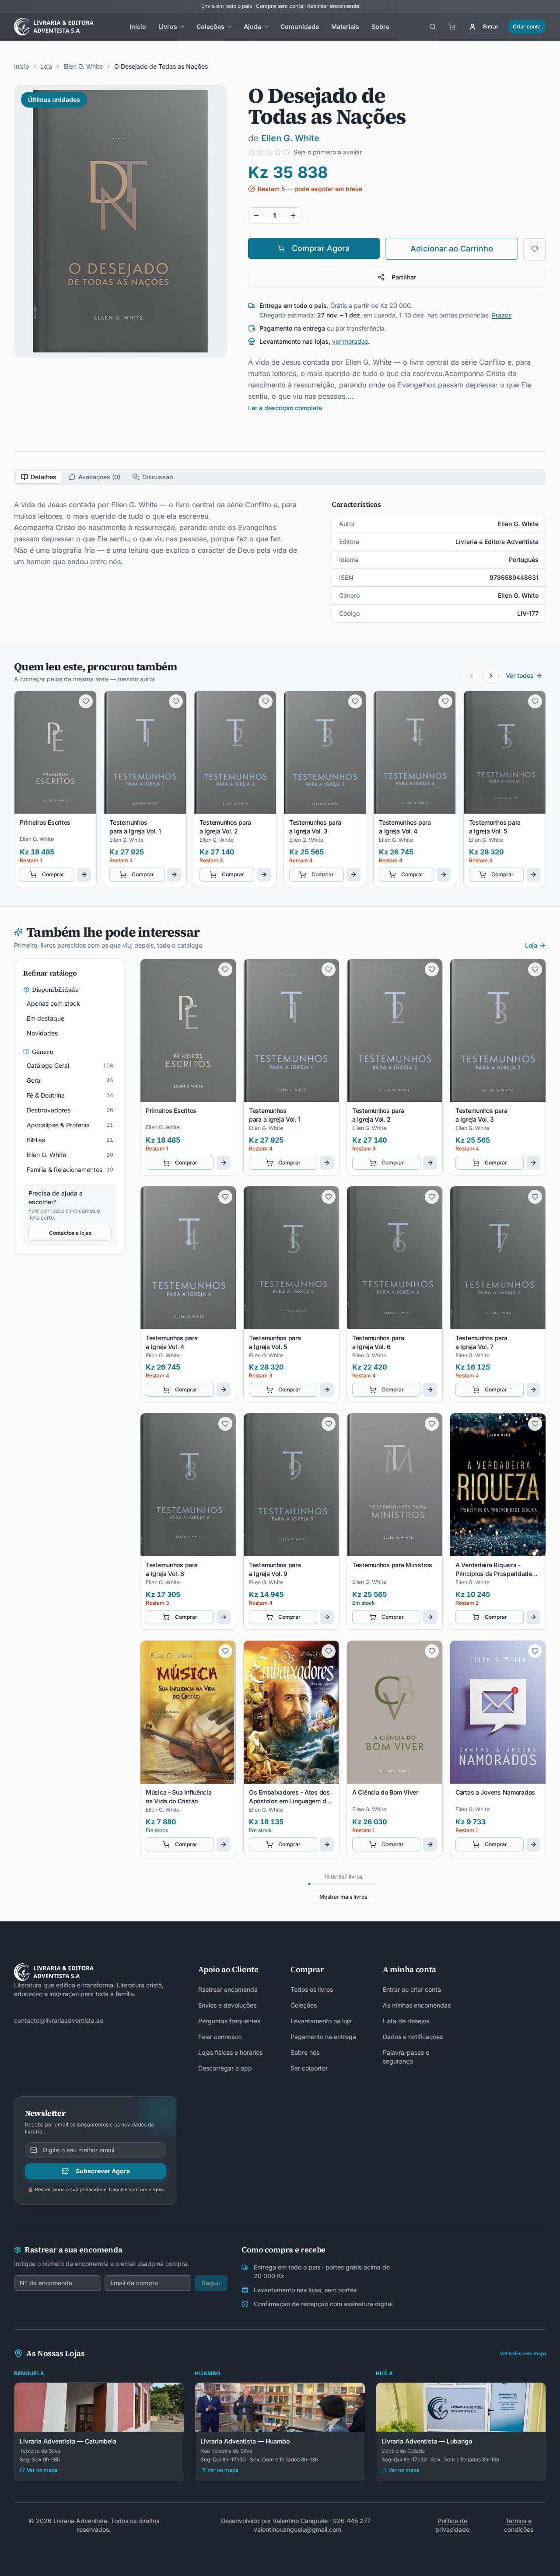 Envio em todo o país · Compre sem conta · Rastrear encomenda
LIVRARIA & EDITORA
ADVENTISTA S.A
Início
Livros
Coleções
Ajuda
Comunidade
Materiais
Sobre
Entrar
Criar conta
Início
Loja
Ellen G. White
O Desejado de Todas as Nações
Últimas unidades
O DESEJADO
DE TODAS AS NAÇÕES
ELLEN G. WHITE
O Desejado de
Todas as Nações
de Ellen G. White
Seja o primeiro a avaliar
Kz 35 838
Restam 5 — pode esgotar em breve
1
Comprar Agora
Adicionar ao Carrinho
Partilhar
Entrega em todo o país. Grátis a partir de Kz 20 000.
Chegada estimada: 27 nov. – 1 dez. em Luanda, 1–10 dez. nas outras províncias. Prazos
Pagamento na entrega ou por transferência.
Levantamento nas lojas, ver moradas.
A vida de Jesus contada por Ellen G. White — o livro central da série Conflito e, para
muitos leitores, o mais querido de tudo o que ela escreveu.Acompanha Cristo do
nascimento à ressurreição, parando onde os Evangelhos passam depressa: o que Ele
sentiu, o que viu nas pessoas,...
Ler a descrição completa
Detalhes
Avaliações (0)
Discussão
A vida de Jesus contada por Ellen G. White — o livro central da série Conflito e, para
muitos leitores, o mais querido de tudo o que ela escreveu.
Acompanha Cristo do nascimento à ressurreição, parando onde os Evangelhos
passam depressa: o que Ele sentiu, o que viu nas pessoas, porque fez o que fez.
Não é uma biografia fria — é uma leitura que explica o carácter de Deus pela vida de
um homem que andou entre nós.
Características
Autor
Ellen G. White
Editora
Livraria e Editora Adventista
Idioma
Português
ISBN
9786589448631
Género
Ellen G. White
Código
LIV-177
Quem leu este, procurou também
A começar pelos da mesma área — mesmo autor
Ver todos
Primeiros Escritos
Ellen G. White
Kz 18 485
Restam 1
Comprar
Testemunhos
para a Igreja Vol. 1
Ellen G. White
Kz 27 925
Restam 4
Comprar
Testemunhos para
a Igreja Vol. 2
Ellen G. White
Kz 27 140
Restam 3
Comprar
Testemunhos para
a Igreja Vol. 3
Ellen G. White
Kz 25 565
Restam 4
Comprar
Testemunhos para
a Igreja Vol. 4
Ellen G. White
Kz 26 745
Restam 4
Comprar
Testemunhos para
a Igreja Vol. 5
Ellen G. White
Kz 28 320
Restam 3
Comprar
Também lhe pode interessar
Primeiro, livros parecidos com os que viu; depois, todo o catálogo
Loja
Refinar catálogo
Disponibilidade
Apenas com stock
Em destaque
Novidades
Género
Catálogo Geral 108
Geral 45
Fé & Doutrina 34
Desbravadores 26
Apocalipse & Profecia 21
Bíblias 21
Ellen G. White 20
Família & Relacionamentos 19
Precisa de ajuda a
escolher?
Fale connosco e indicamos o
livro certo.
Contactos e lojas
Primeiros Escritos
Ellen G. White
Kz 18 485
Restam 1
Comprar
Testemunhos
para a Igreja Vol. 1
Ellen G. White
Kz 27 925
Restam 4
Comprar
Testemunhos para
a Igreja Vol. 2
Ellen G. White
Kz 27 140
Restam 3
Comprar
Testemunhos para
a Igreja Vol. 3
Ellen G. White
Kz 25 565
Restam 4
Comprar
Testemunhos para
a Igreja Vol. 4
Ellen G. White
Kz 26 745
Restam 4
Comprar
Testemunhos para
a Igreja Vol. 5
Ellen G. White
Kz 28 320
Restam 3
Comprar
Testemunhos para
a Igreja Vol. 6
Ellen G. White
Kz 22 420
Restam 4
Comprar
Testemunhos para
a Igreja Vol. 7
Ellen G. White
Kz 16 125
Restam 4
Comprar
Testemunhos para
a Igreja Vol. 8
Ellen G. White
Kz 17 305
Restam 3
Comprar
Testemunhos para
a Igreja Vol. 9
Ellen G. White
Kz 14 945
Restam 4
Comprar
Testemunhos para Ministros
Ellen G. White
Kz 25 565
Em stock
Comprar
A VERDADEIRA
RIQUEZA
PRINCÍPIOS DA PROSPERIDADE BÍBLICA
A Verdadeira Riqueza -
Princípios da Prosperidade...
Ellen G. White
Kz 10 245
Restam 2
Comprar
Ellen G. White
MÚSICA
SUA INFLUÊNCIA NA VIDA
DO CRISTÃO
Música - Sua Influência
na Vida do Cristão
Ellen G. White
Kz 7 880
Em stock
Comprar
Os
Embaixadores
Os Embaixadores - Atos dos
Apóstolos em Linguagem d...
Ellen G. White
Kz 18 135
Em stock
Comprar
A CIÊNCIA DO
BOM VIVER
ELLEN G. WHITE
A Ciência do Bom Viver
Ellen G. White
Kz 26 030
Restam 1
Comprar
ELLEN G. WHITE
CARTAS A JOVENS
NAMORADOS
Cartas a Jovens Namorados
Ellen G. White
Kz 9 733
Restam 1
Comprar
16 de 357 livros
Mostrar mais livros
LIVRARIA & EDITORA
ADVENTISTA S.A
Literatura que edifica e transforma. Literatura cristã,
educação e inspiração para toda a família.
contacto@livrariaadventista.ao
Apoio ao Cliente
Rastrear encomenda
Envios e devoluções
Perguntas frequentes
Falar connosco
Lojas físicas e horários
Descarregar a app
Comprar
Todos os livros
Coleções
Levantamento na loja
Pagamento na entrega
Sobre nós
Ser colportor
A minha conta
Entrar ou criar conta
As minhas encomendas
Lista de desejos
Dados e notificações
Palavra-passe e
segurança
Newsletter
Receba por email os lançamentos e as novidades da
livraria.
Digite o seu melhor email
Subscrever Agora
Respeitamos a sua privacidade. Cancele com um clique.
Rastrear a sua encomenda
Indique o número da encomenda e o email usado na compra.
Nº da encomenda
Email da compra
Seguir
Como compra e recebe
Entrega em todo o país · portes grátis acima de
20 000 Kz
Levantamento nas lojas, sem portes
Confirmação de recepção com assinatura digital
As Nossas Lojas
Ver todas com mapa
BENGUELA
Livraria Adventista — Catumbela
Teixeira da Silva
Seg–Sex 9h–18h
Ver no mapa
HUAMBO
Livraria Adventista — Huambo
Rua Teixeira da Silva
Seg–Qui 8h–17h30 · Sex, Dom e feriados 8h–13h
Ver no mapa
HUÍLA
Livraria Adventista — Lubango
Centro da Cidade
Seg–Qui 8h–17h30 · Sex, Dom e feriados 8h–13h
Ver no mapa
© 2026 Livraria Adventista. Todos os direitos
reservados.
Desenvolvido por Valentino Canguele · 926 445 277 ·
valentinocanguele@gmail.com
Política de
privacidade
Termos e
condições